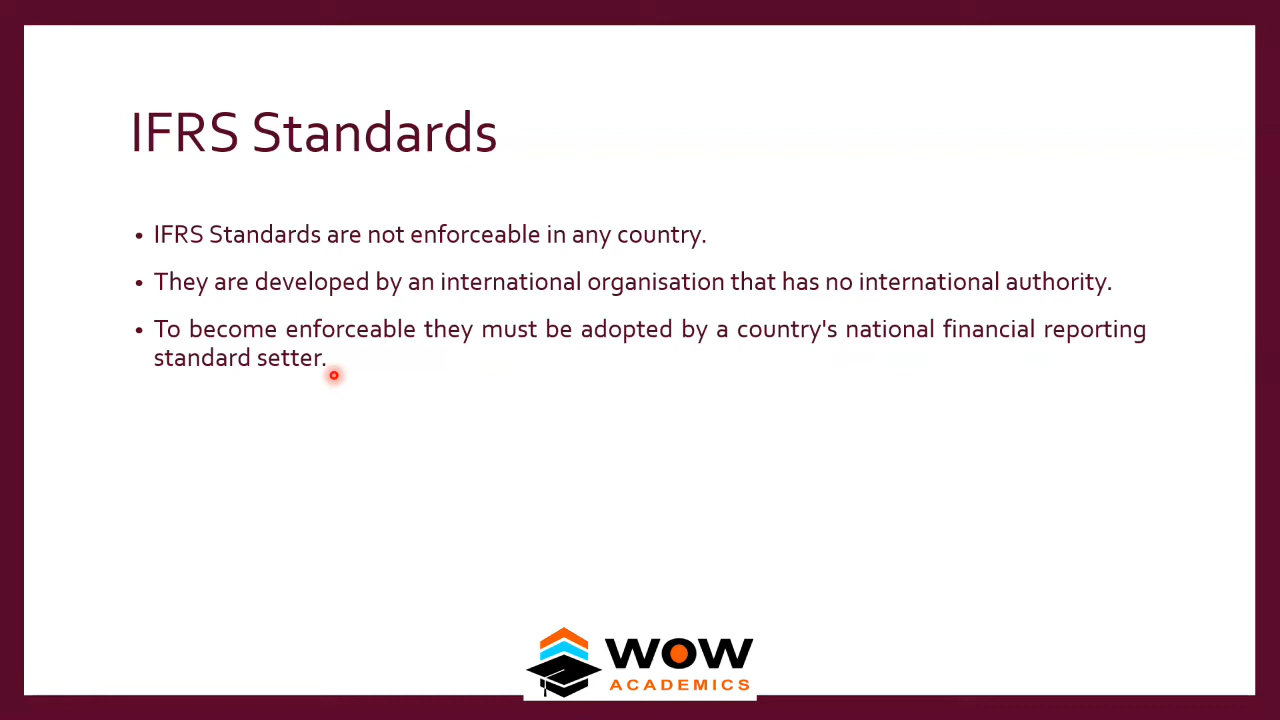 IFRS Standards
• IFRS Standards are not enforceable in any country.
• They are developed by an international organisation that has no international authority.
• To become enforceable they must be adopted by a country's national financial reporting
standard setter.
WOW
ACADEMICS